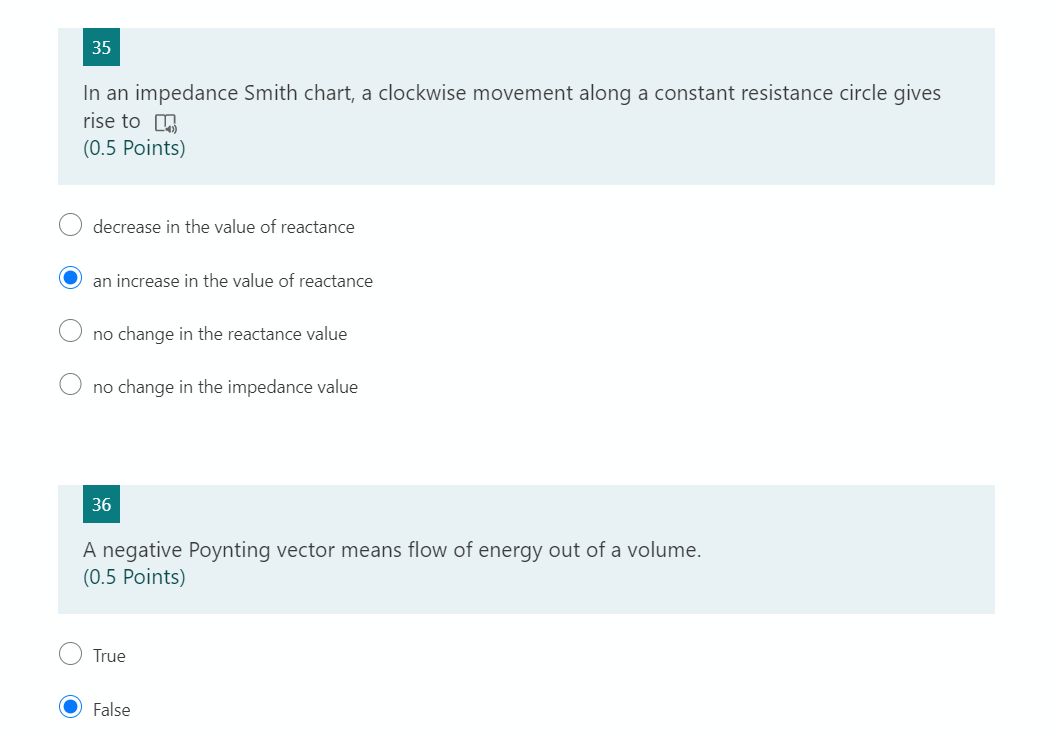 35
In an impedance Smith chart, a clockwise movement along a constant resistance circle gives
rise to
(0.5 Points)
decrease in the value of reactance
an increase in the value of reactance
no change in the reactance value
no change in the impedance value
36
A negative Poynting vector means flow of energy out of a volume.
(0.5 Points)
True
False